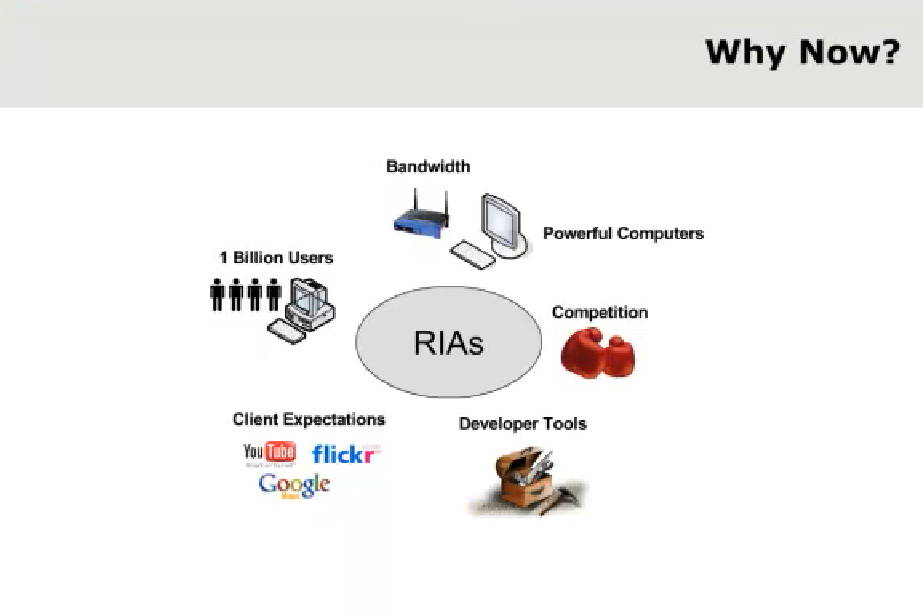 Why Now?
Bandwidth
Powerful Computers
1 Billion Users
Competition
RIAs
Client Expectations
Developer Tools
YouTube
flickr
Google